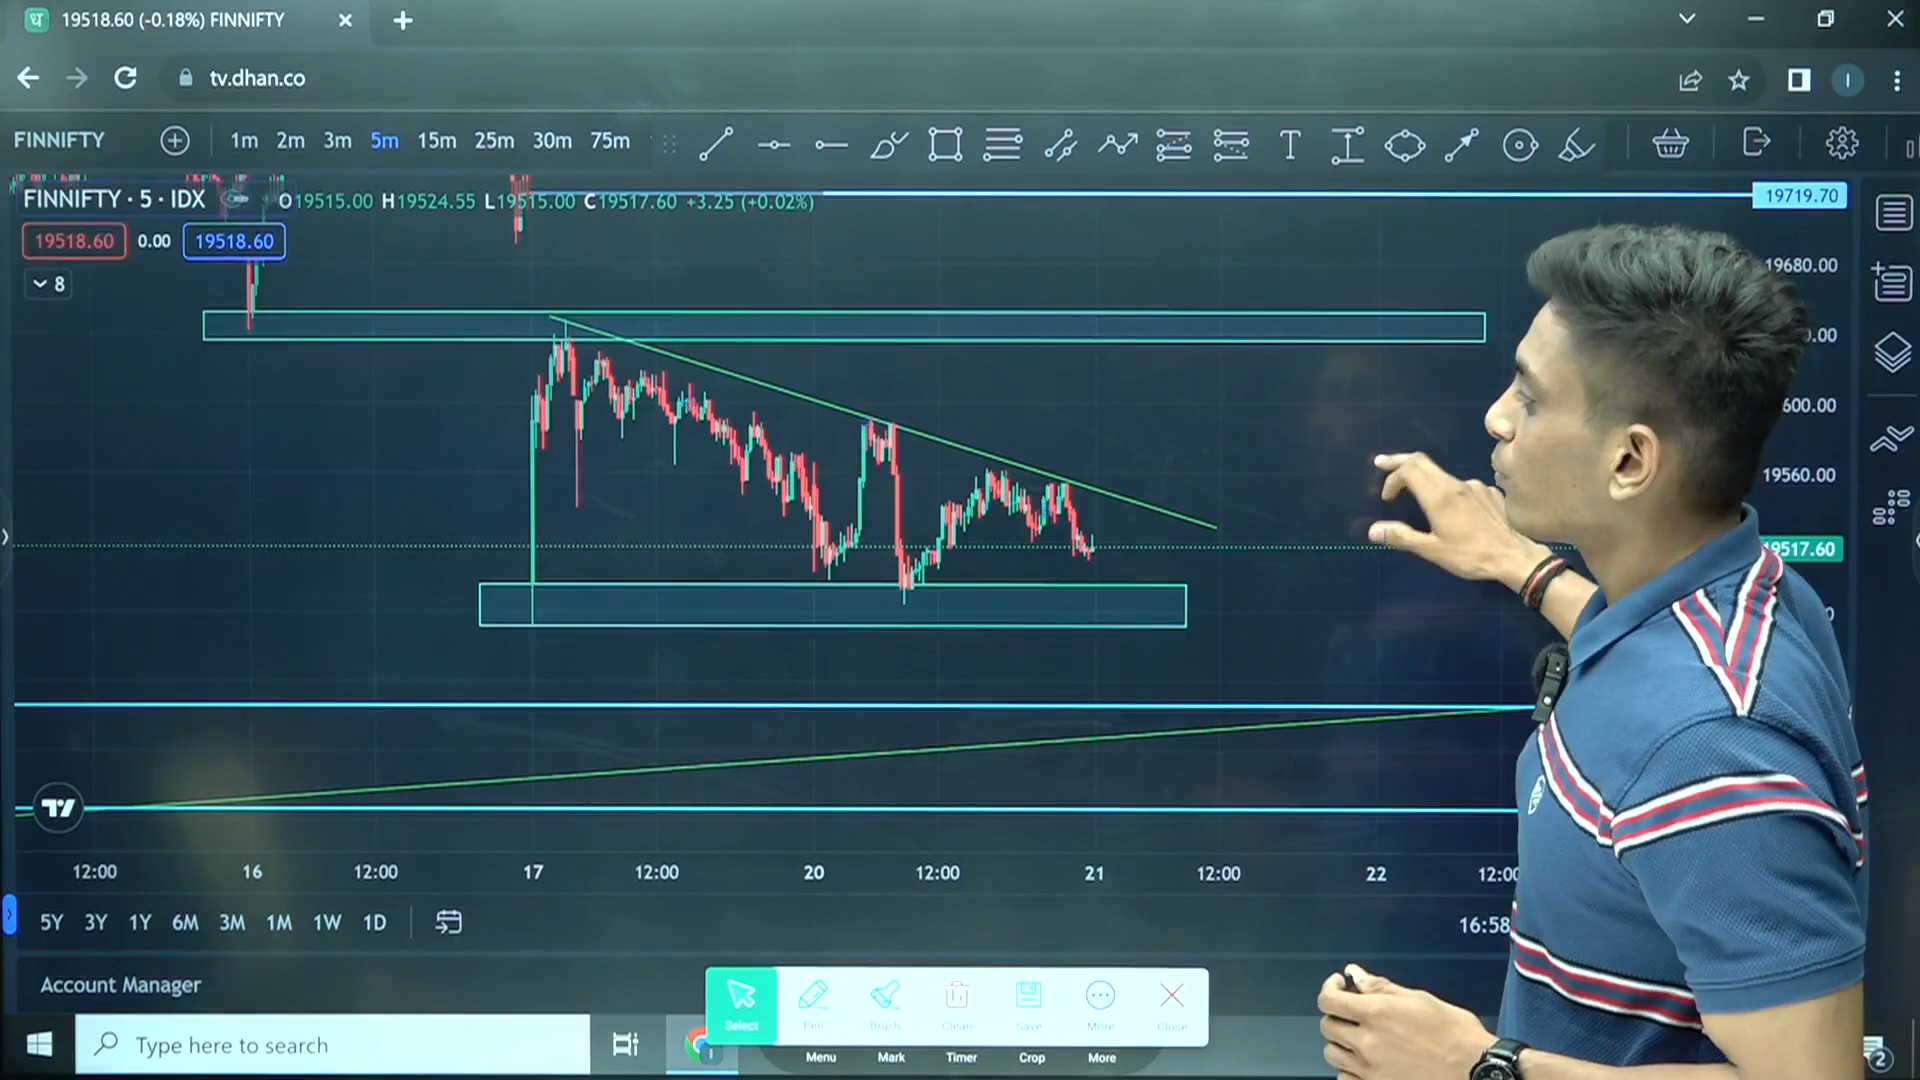 19518.60 (-0.18%) FINNIFTY
tv.dhan.co
FINNIFTY 1m 2m 3m 5m 15m 25m 30m 75m
FINNIFTY · 5 · IDX O19515.00 H19524.55 L19515.00 C19517.60 +3.25 (+0.02%)
19719.70
19518.60 0.00 19518.60
19680.00
8
600.00
19560.00
19517.60
12:00 16 12:00 17 12:00 20 12:00 21 12:00 22 12:00
5Y 3Y 1Y 6M 3M 1M 1W 1D
16:58
Account Manager
Select Pen Brush Clean Save More Close
Type here to search
Menu Mark Timer Crop More
2